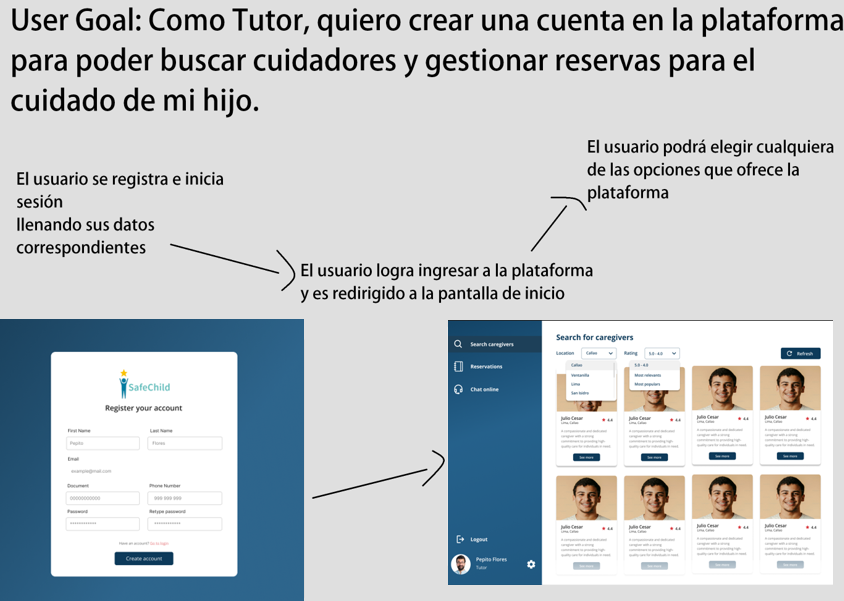 User Goal: Como Tutor, quiero crear una cuenta en la plataforma
para poder buscar cuidadores y gestionar reservas para el
cuidado de mi hijo.
El usuario se registra e inicia
sesión
llenando sus datos
correspondientes
El usuario logra ingresar a la plataforma
y es redirigido a la pantalla de inicio
El usuario podrá elegir cualquiera
de las opciones que ofrece la
plataforma
SafeChild
Register your account
First Name Last Name
Pepito Flores
Email
example@mail.com
Document Phone Number
00000000000 999 999 999
Password Retype password
************ ************
Have an account? Go to login
Create account
Search caregivers
Reservations
Chat online
Logout
Pepito Flores
Tutor
Search for caregivers
Location Callao Rating 5.0 - 4.0 Refresh
Callao 5.0 - 4.0
Ventanilla Most relevants
Lima Most populars
San Isidro
Julio Cesar 4.4 Julio Cesar 4.4 Julio Cesar 4.4 Julio Cesar 4.4
Lima, Callao Lima, Callao Lima, Callao Lima, Callao
A compassionate and dedicated A compassionate and dedicated A compassionate and dedicated A compassionate and dedicated
caregiver with a strong caregiver with a strong caregiver with a strong caregiver with a strong
commitment to providing high- commitment to providing high- commitment to providing high- commitment to providing high-
quality care for individuals in need. quality care for individuals in need. quality care for individuals in need. quality care for individuals in need.
See more See more See more See more
Julio Cesar 4.4 Julio Cesar 4.4 Julio Cesar 4.4 Julio Cesar 4.4
Lima, Callao Lima, Callao Lima, Callao Lima, Callao
A compassionate and dedicated A compassionate and dedicated A compassionate and dedicated A compassionate and dedicated
caregiver with a strong caregiver with a strong caregiver with a strong caregiver with a strong
commitment to providing high- commitment to providing high- commitment to providing high- commitment to providing high-
quality care for individuals in need. quality care for individuals in need. quality care for individuals in need. quality care for individuals in need.
See more See more See more See more